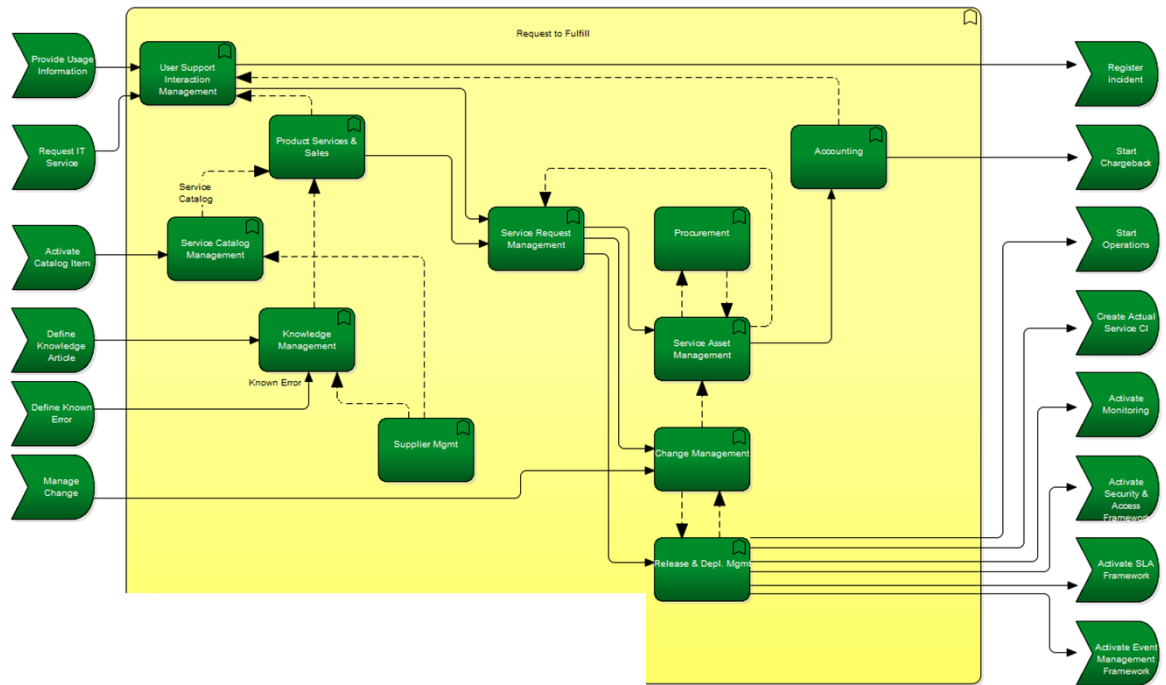 Request to Fulfill
Provide Usage
Information
User Support
Interaction
Management
Register
incident
Request IT
Service
Product Services &
Sales
Accounting
Start
Chargeback
Service
Catalog
Activate
Catalog Item
Service Catalog
Management
Service Request
Management
Procurement
Start
Operations
Define
Knowledge
Article
Knowledge
Management
Service Asset
Management
Create Actual
Service CI
Known Error
Define Known
Error
Activate
Monitoring
Supplier Mgmt
Change Management
Manage
Change
Activate
Security &
Access
Framework
Release & Depl. Mgmt
Activate SLA
Framework
Activate Event
Management
Framework